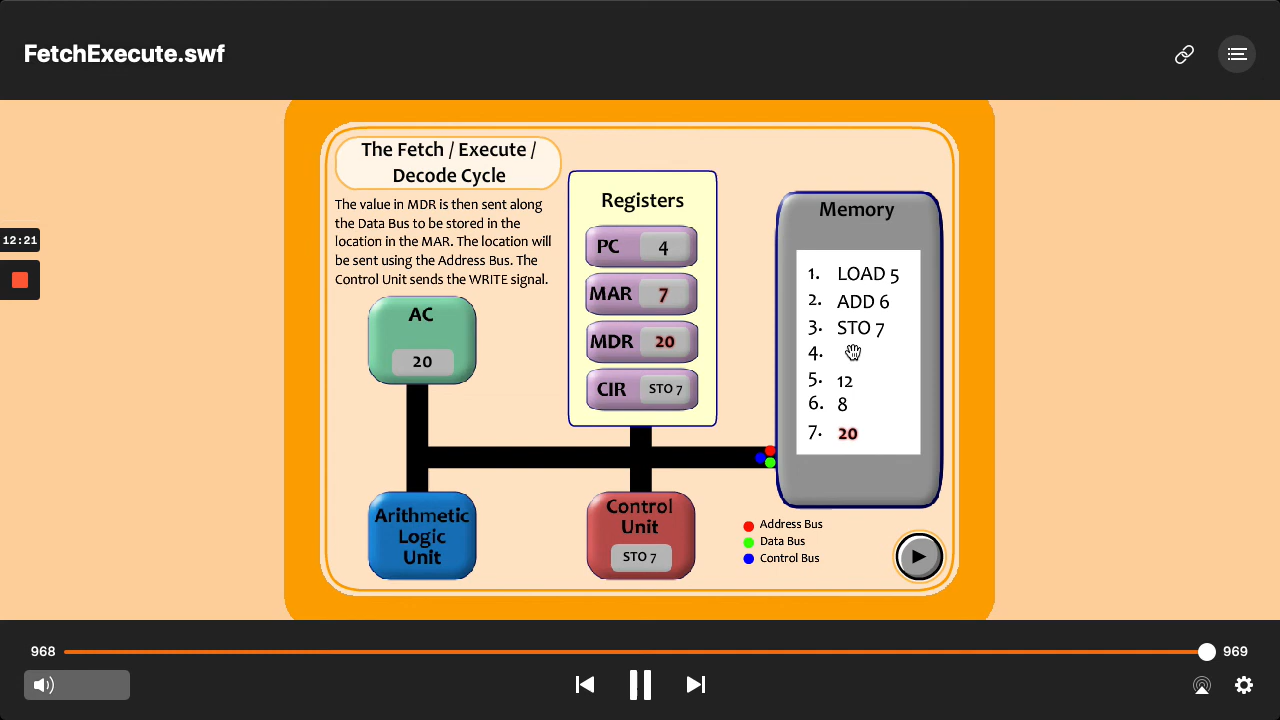 FetchExecute.swf
The Fetch / Execute /
Decode Cycle
The value in MDR is then sent along
the Data Bus to be stored in the
location in the MAR. The location will
be sent using the Address Bus. The
Control Unit sends the WRITE signal.
12:21
AC
20
Registers
PC 4
MAR 7
MDR 20
CIR STO 7
Memory
1. LOAD 5
2. ADD 6
3. STO 7
4.
5. 12
6. 8
7. 20
Arithmetic
Logic
Unit
Control
Unit
STO 7
Address Bus
Data Bus
Control Bus
968
969